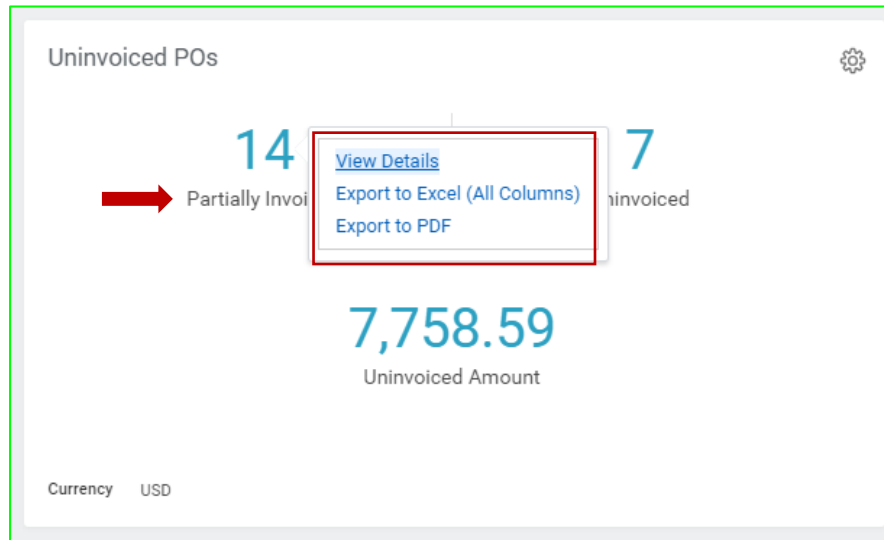 Uninvoiced POs
14
7
View Details
Partially Invoi
Export to Excel (All Columns)
ninvoiced
Export to PDF
7,758.59
Uninvoiced Amount
Currency USD